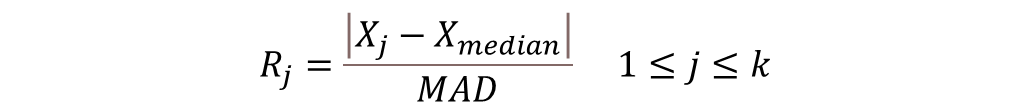 R_j = |X_j − X_median| / MAD    1 ≤ j ≤ k